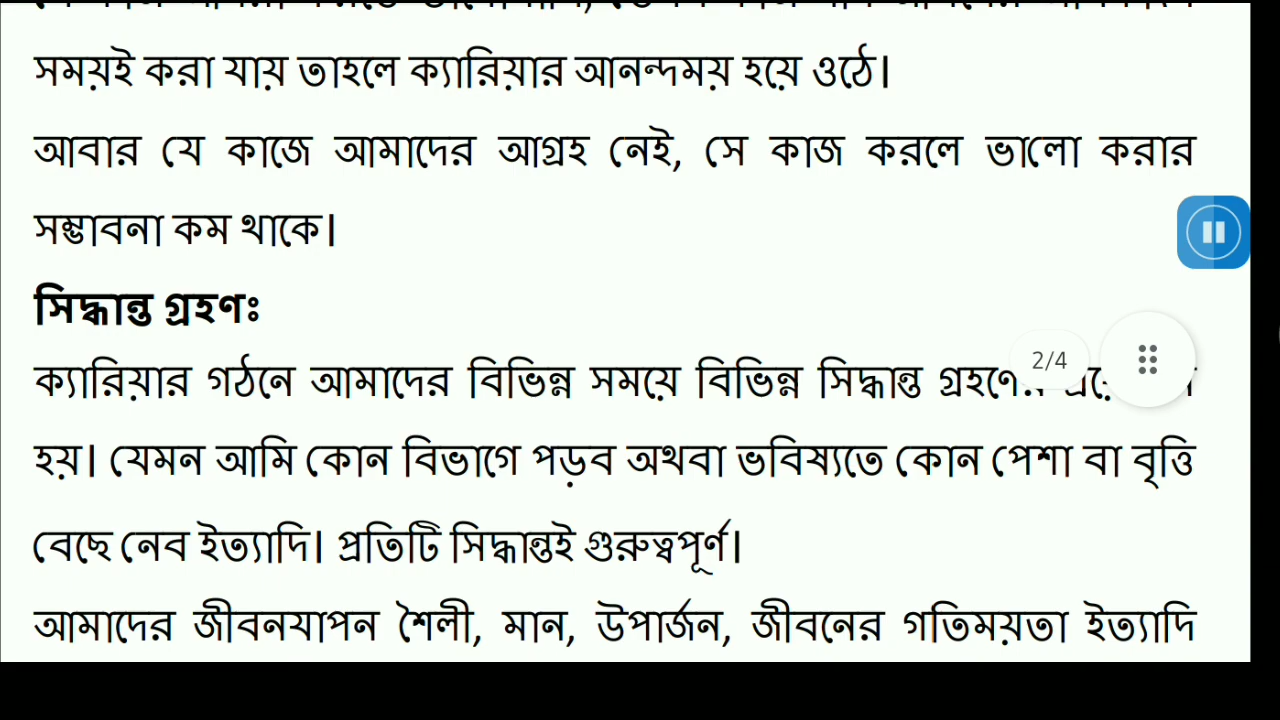 সময়ই করা যায় তাহলে ক্যারিয়ার আনন্দময় হয়ে ওঠে।
আবার যে কাজে আমাদের আগ্রহ নেই, সে কাজ করলে ভালো করার
সম্ভাবনা কম থাকে।
সিদ্ধান্ত গ্রহণঃ
2/4
ক্যারিয়ার গঠনে আমাদের বিভিন্ন সময়ে বিভিন্ন সিদ্ধান্ত
হয়। যেমন আমি কোন বিভাগে পড়ব অথবা ভবিষ্যতে কোন পেশা বা বৃত্তি
বেছে নেব ইত্যাদি। প্রতিটি সিদ্ধান্তই গুরুত্বপূর্ণ।
আমাদের জীবনযাপন শৈলী, মান, উপার্জন, জীবনের গতিময়তা ইত্যাদি